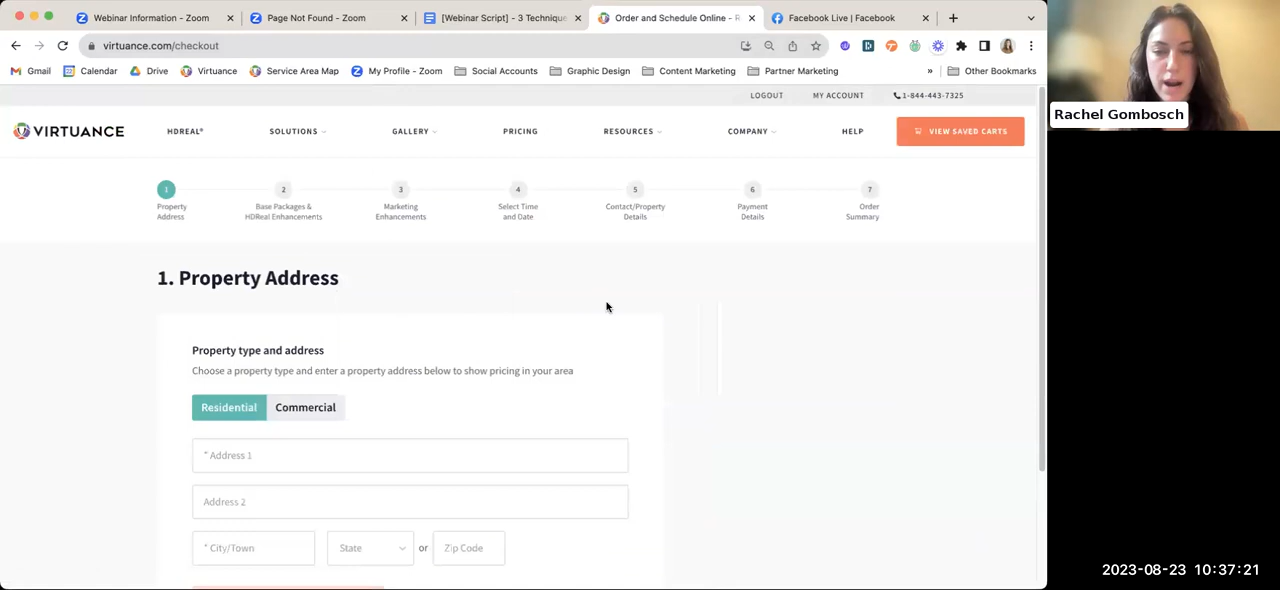 Webinar Information - Zoom
Page Not Found - Zoom
[Webinar Script] - 3 Technique
Order and Schedule Online - R
Facebook Live | Facebook
virtuance.com/checkout
Gmail
Calendar
Drive
Virtuance
Service Area Map
My Profile - Zoom
Social Accounts
Graphic Design
Content Marketing
Partner Marketing
»
Other Bookmarks
LOGOUT
MY ACCOUNT
1-844-443-7325
VIRTUANCE
HDREAL®
SOLUTIONS
GALLERY
PRICING
RESOURCES
COMPANY
HELP
VIEW SAVED CARTS
1
2
3
4
5
6
7
Property
Address
Base Packages &
HDReal Enhancements
Marketing
Enhancements
Select Time
and Date
Contact/Property
Details
Payment
Details
Order
Summary
1. Property Address
Property type and address
Choose a property type and enter a property address below to show pricing in your area
Residential
Commercial
* Address 1
Address 2
* City/Town
State
or
Zip Code
Rachel Gombosch
2023-08-23 10:37:21